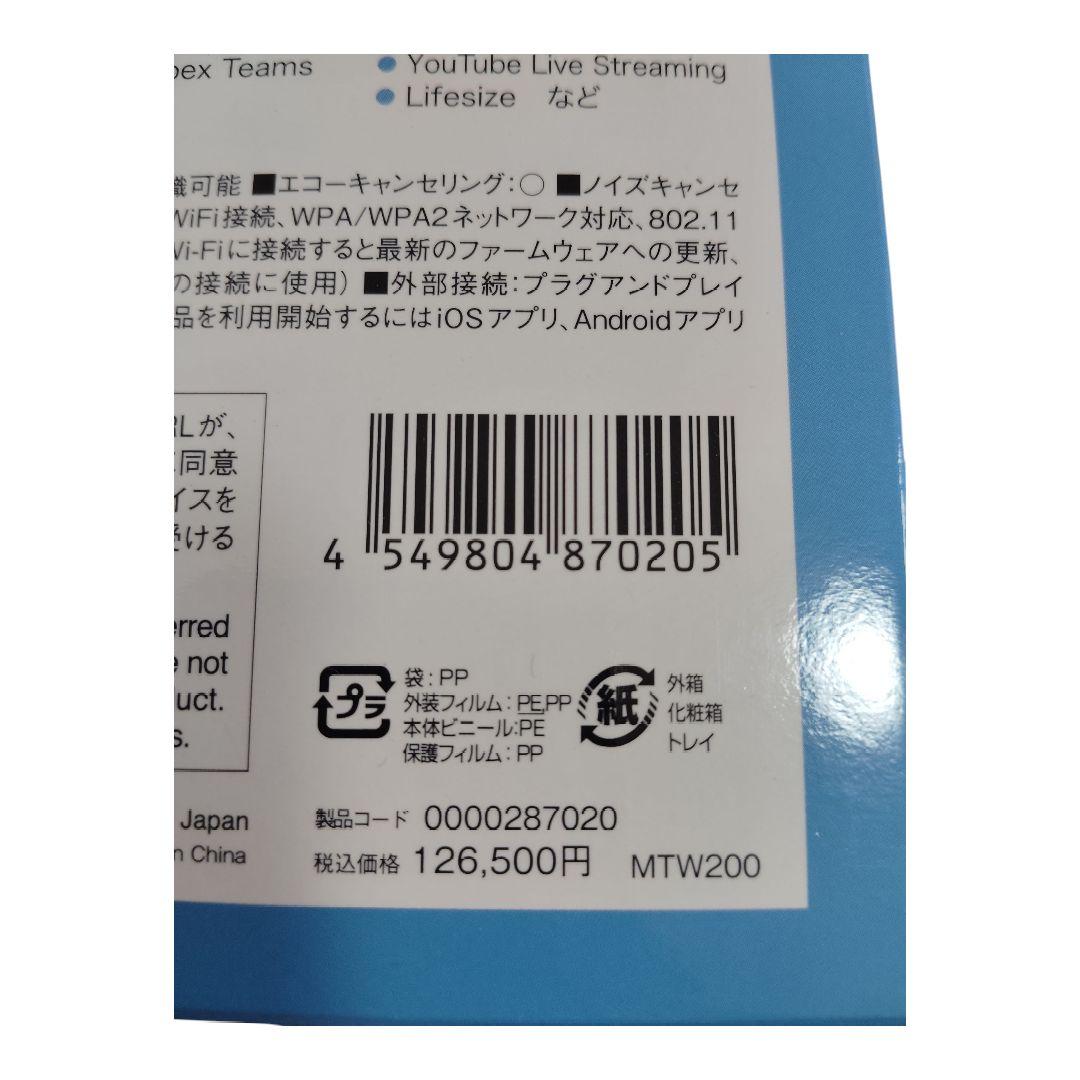 bex Teams
● YouTube Live Streaming
● Lifesize など
識可能 ■エコーキャンセリング:○ ■ノイズキャンセ
WiFi接続、WPA/WPA2ネットワーク対応、802.11
Wi-Fiに接続すると最新のファームウェアへの更新、
の接続に使用) ■外部接続:プラグアンドプレイ
品を利用開始するにはiOSアプリ、Androidアプリ
RLが、
同意
イスを
受ける
erred
e not
uct.
s.
4 549804 870205
プラ
袋:PP
外装フィルム:PE,PP
本体ビニール:PE
保護フィルム:PP
紙
外箱
化粧箱
トレイ
Japan
n China
製品コード 0000287020
税込価格 126,500円 MTW200